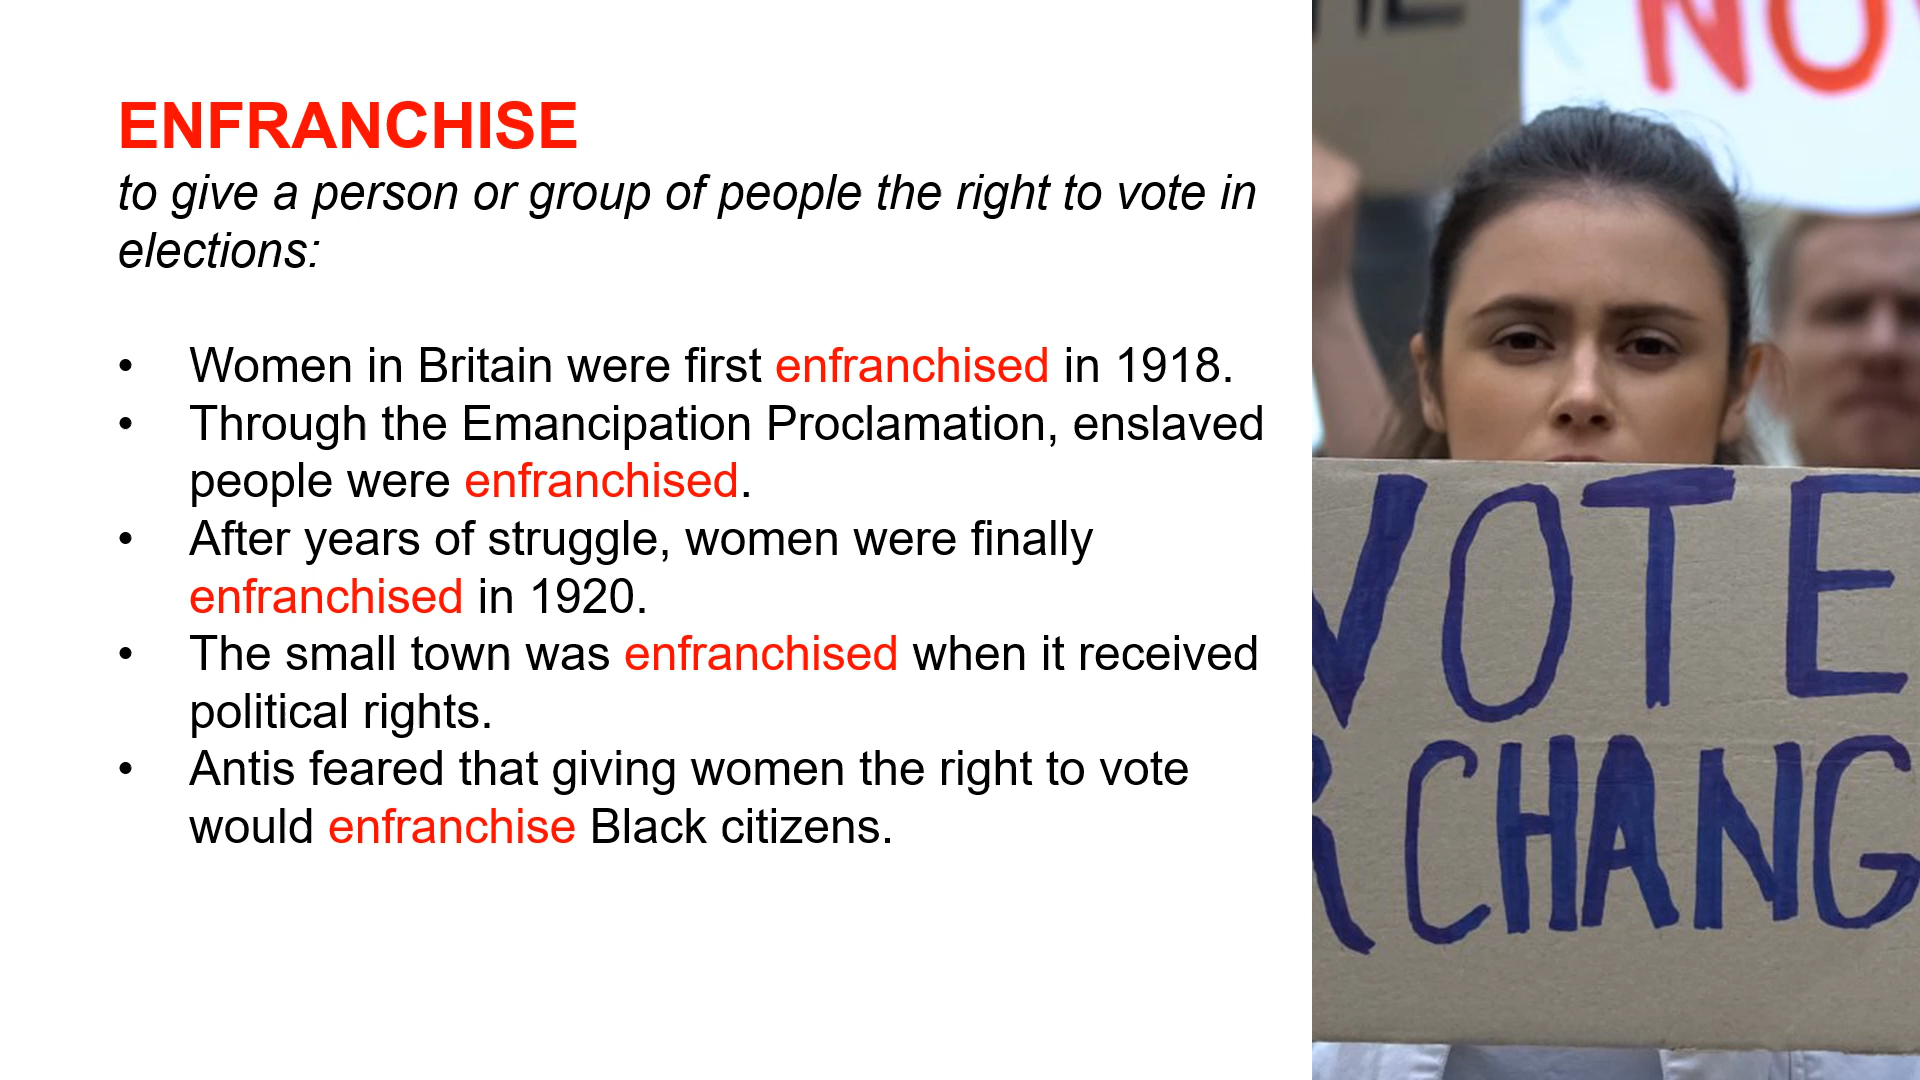 ENFRANCHISE
to give a person or group of people the right to vote in
elections:
• Women in Britain were first enfranchised in 1918.
• Through the Emancipation Proclamation, enslaved
people were enfranchised.
• After years of struggle, women were finally
enfranchised in 1920.
• The small town was enfranchised when it received
political rights.
• Antis feared that giving women the right to vote
would enfranchise Black citizens.
NO
VOTE
R CHANG